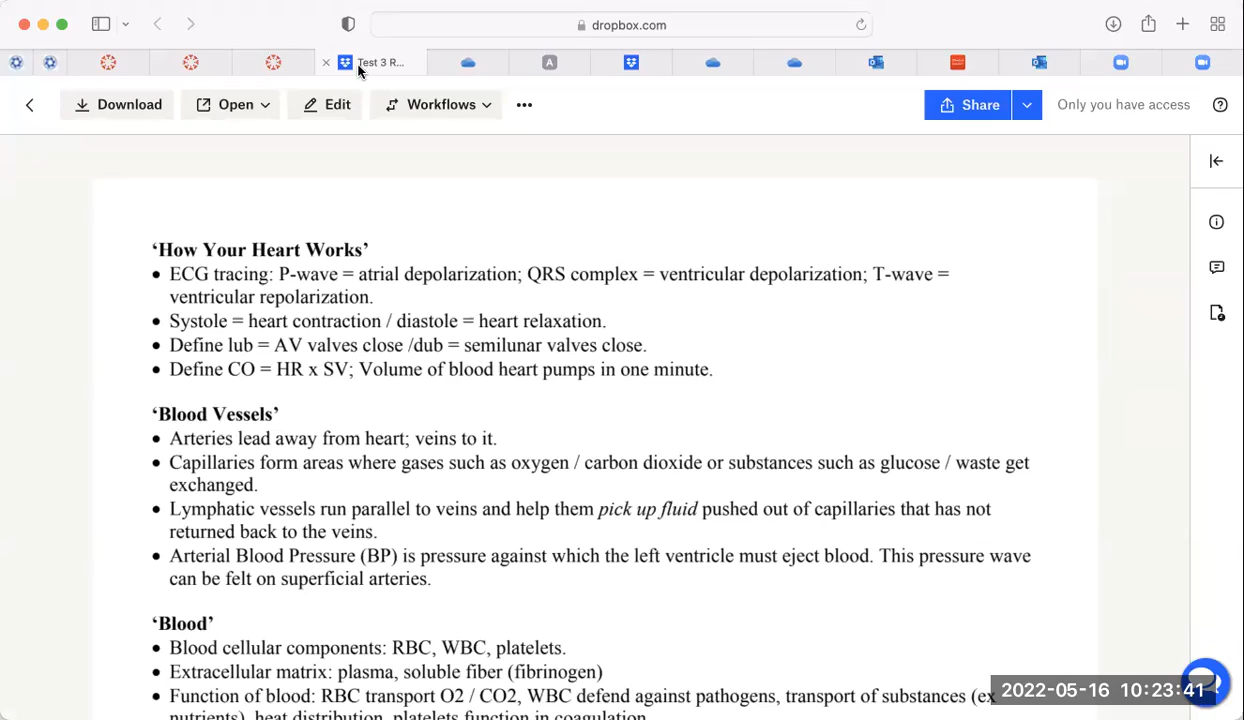 dropbox.com
Test 3 R...
A
Download
Open
Edit
Workflows
Share
Only you have access
‘How Your Heart Works’
• ECG tracing: P-wave = atrial depolarization; QRS complex = ventricular depolarization; T-wave =
ventricular repolarization.
• Systole = heart contraction / diastole = heart relaxation.
• Define lub = AV valves close /dub = semilunar valves close.
• Define CO = HR x SV; Volume of blood heart pumps in one minute.
‘Blood Vessels’
• Arteries lead away from heart; veins to it.
• Capillaries form areas where gases such as oxygen / carbon dioxide or substances such as glucose / waste get
exchanged.
• Lymphatic vessels run parallel to veins and help them pick up fluid pushed out of capillaries that has not
returned back to the veins.
• Arterial Blood Pressure (BP) is pressure against which the left ventricle must eject blood. This pressure wave
can be felt on superficial arteries.
‘Blood’
• Blood cellular components: RBC, WBC, platelets.
• Extracellular matrix: plasma, soluble fiber (fibrinogen)
• Function of blood: RBC transport O2 / CO2, WBC defend against pathogens, transport of substances (ex
nutrients), heat distribution, platelets function in coagulation.
2022-05-16 10:23:41